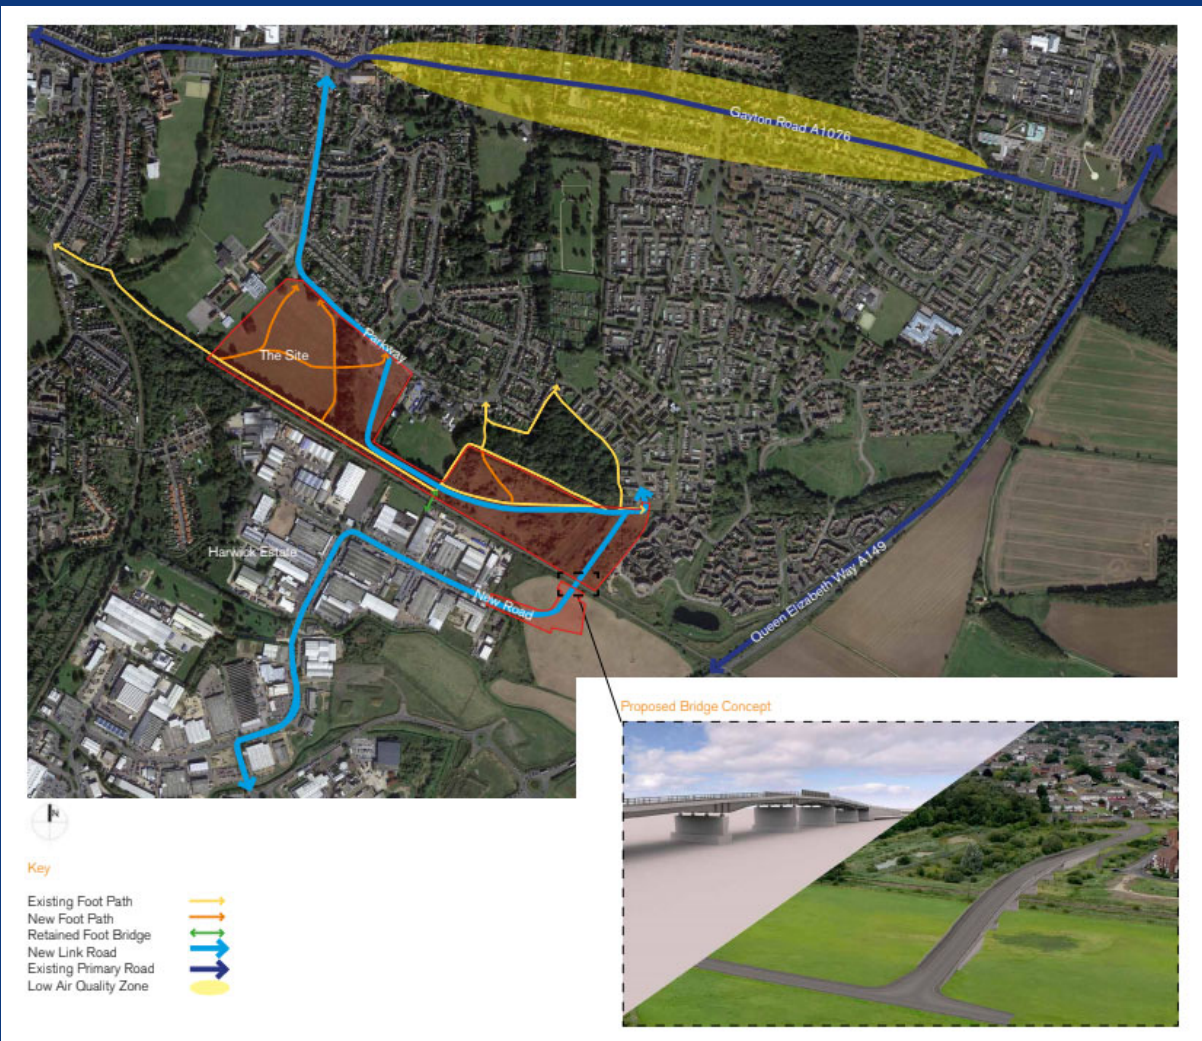 Gayton Road A1076
Parkway
The Site
Harwick Estate
New Road
Queen Elizabeth Way A149
Proposed Bridge Concept
N
Key
Existing Foot Path
New Foot Path
Retained Foot Bridge
New Link Road
Existing Primary Road
Low Air Quality Zone